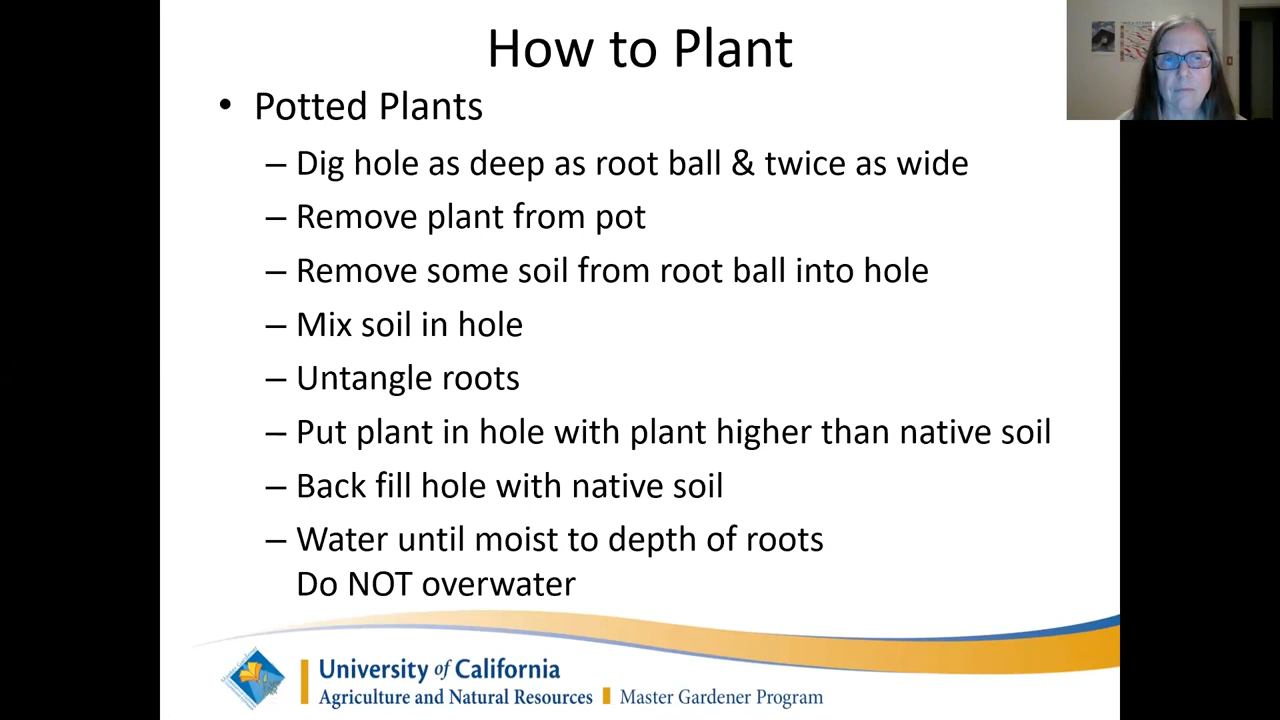 How to Plant
• Potted Plants
– Dig hole as deep as root ball & twice as wide
– Remove plant from pot
– Remove some soil from root ball into hole
– Mix soil in hole
– Untangle roots
– Put plant in hole with plant higher than native soil
– Back fill hole with native soil
– Water until moist to depth of roots
Do NOT overwater
University of California
Agriculture and Natural Resources Master Gardener Program